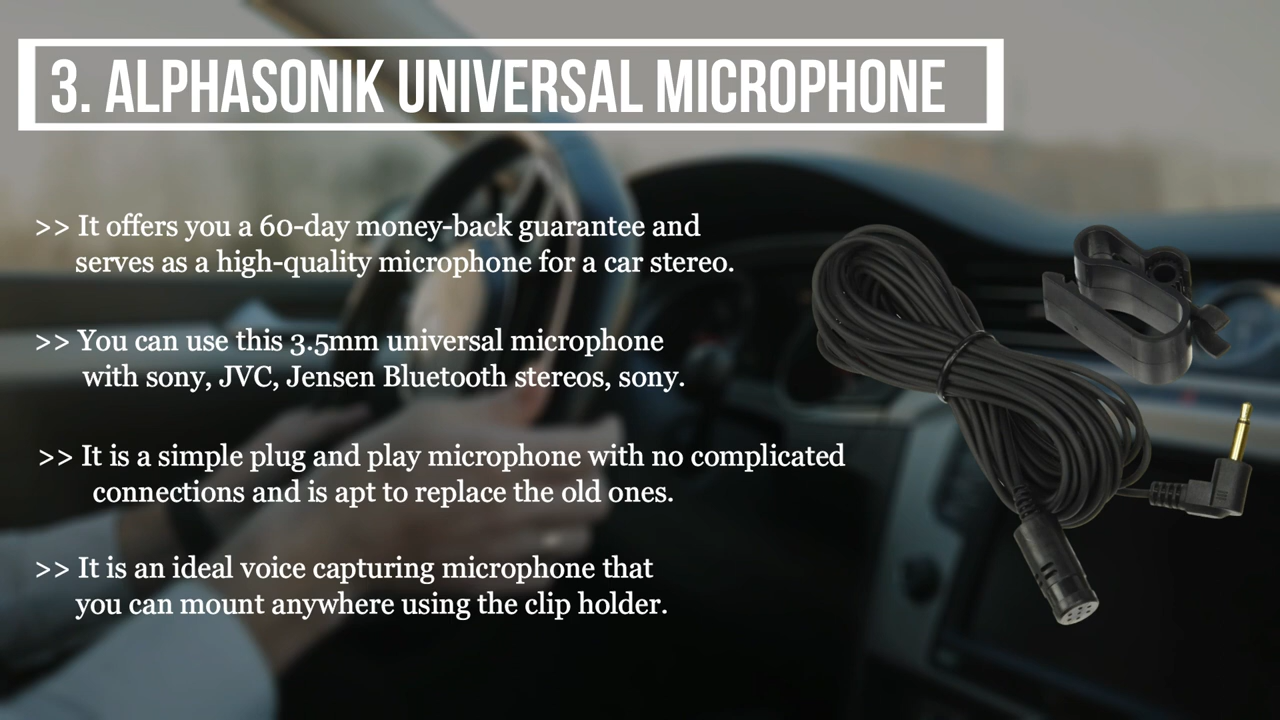 3. ALPHASONIK UNIVERSAL MICROPHONE
>> It offers you a 60-day money-back guarantee and
serves as a high-quality microphone for a car stereo.
>> You can use this 3.5mm universal microphone
with sony, JVC, Jensen Bluetooth stereos, sony.
>> It is a simple plug and play microphone with no complicated
connections and is apt to replace the old ones.
>> It is an ideal voice capturing microphone that
you can mount anywhere using the clip holder.